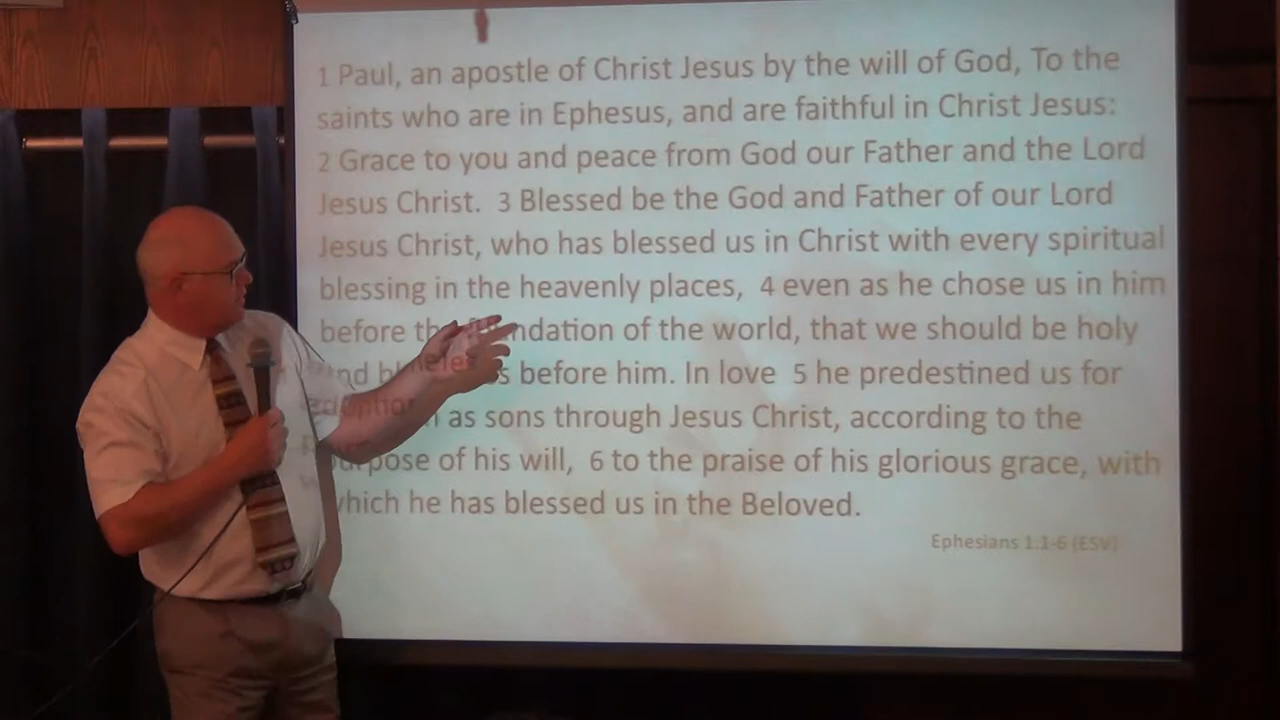 1 Paul, an apostle of Christ Jesus by the will of God, To the
saints who are in Ephesus, and are faithful in Christ Jesus:
2 Grace to you and peace from God our Father and the Lord
Jesus Christ. 3 Blessed be the God and Father of our Lord
Jesus Christ, who has blessed us in Christ with every spiritual
blessing in the heavenly places, 4 even as he chose us in him
before the foundation of the world, that we should be holy
and blameless before him. In love 5 he predestined us for
adoption as sons through Jesus Christ, according to the
purpose of his will, 6 to the praise of his glorious grace, with
which he has blessed us in the Beloved.
Ephesians 1:1-6 (ESV)